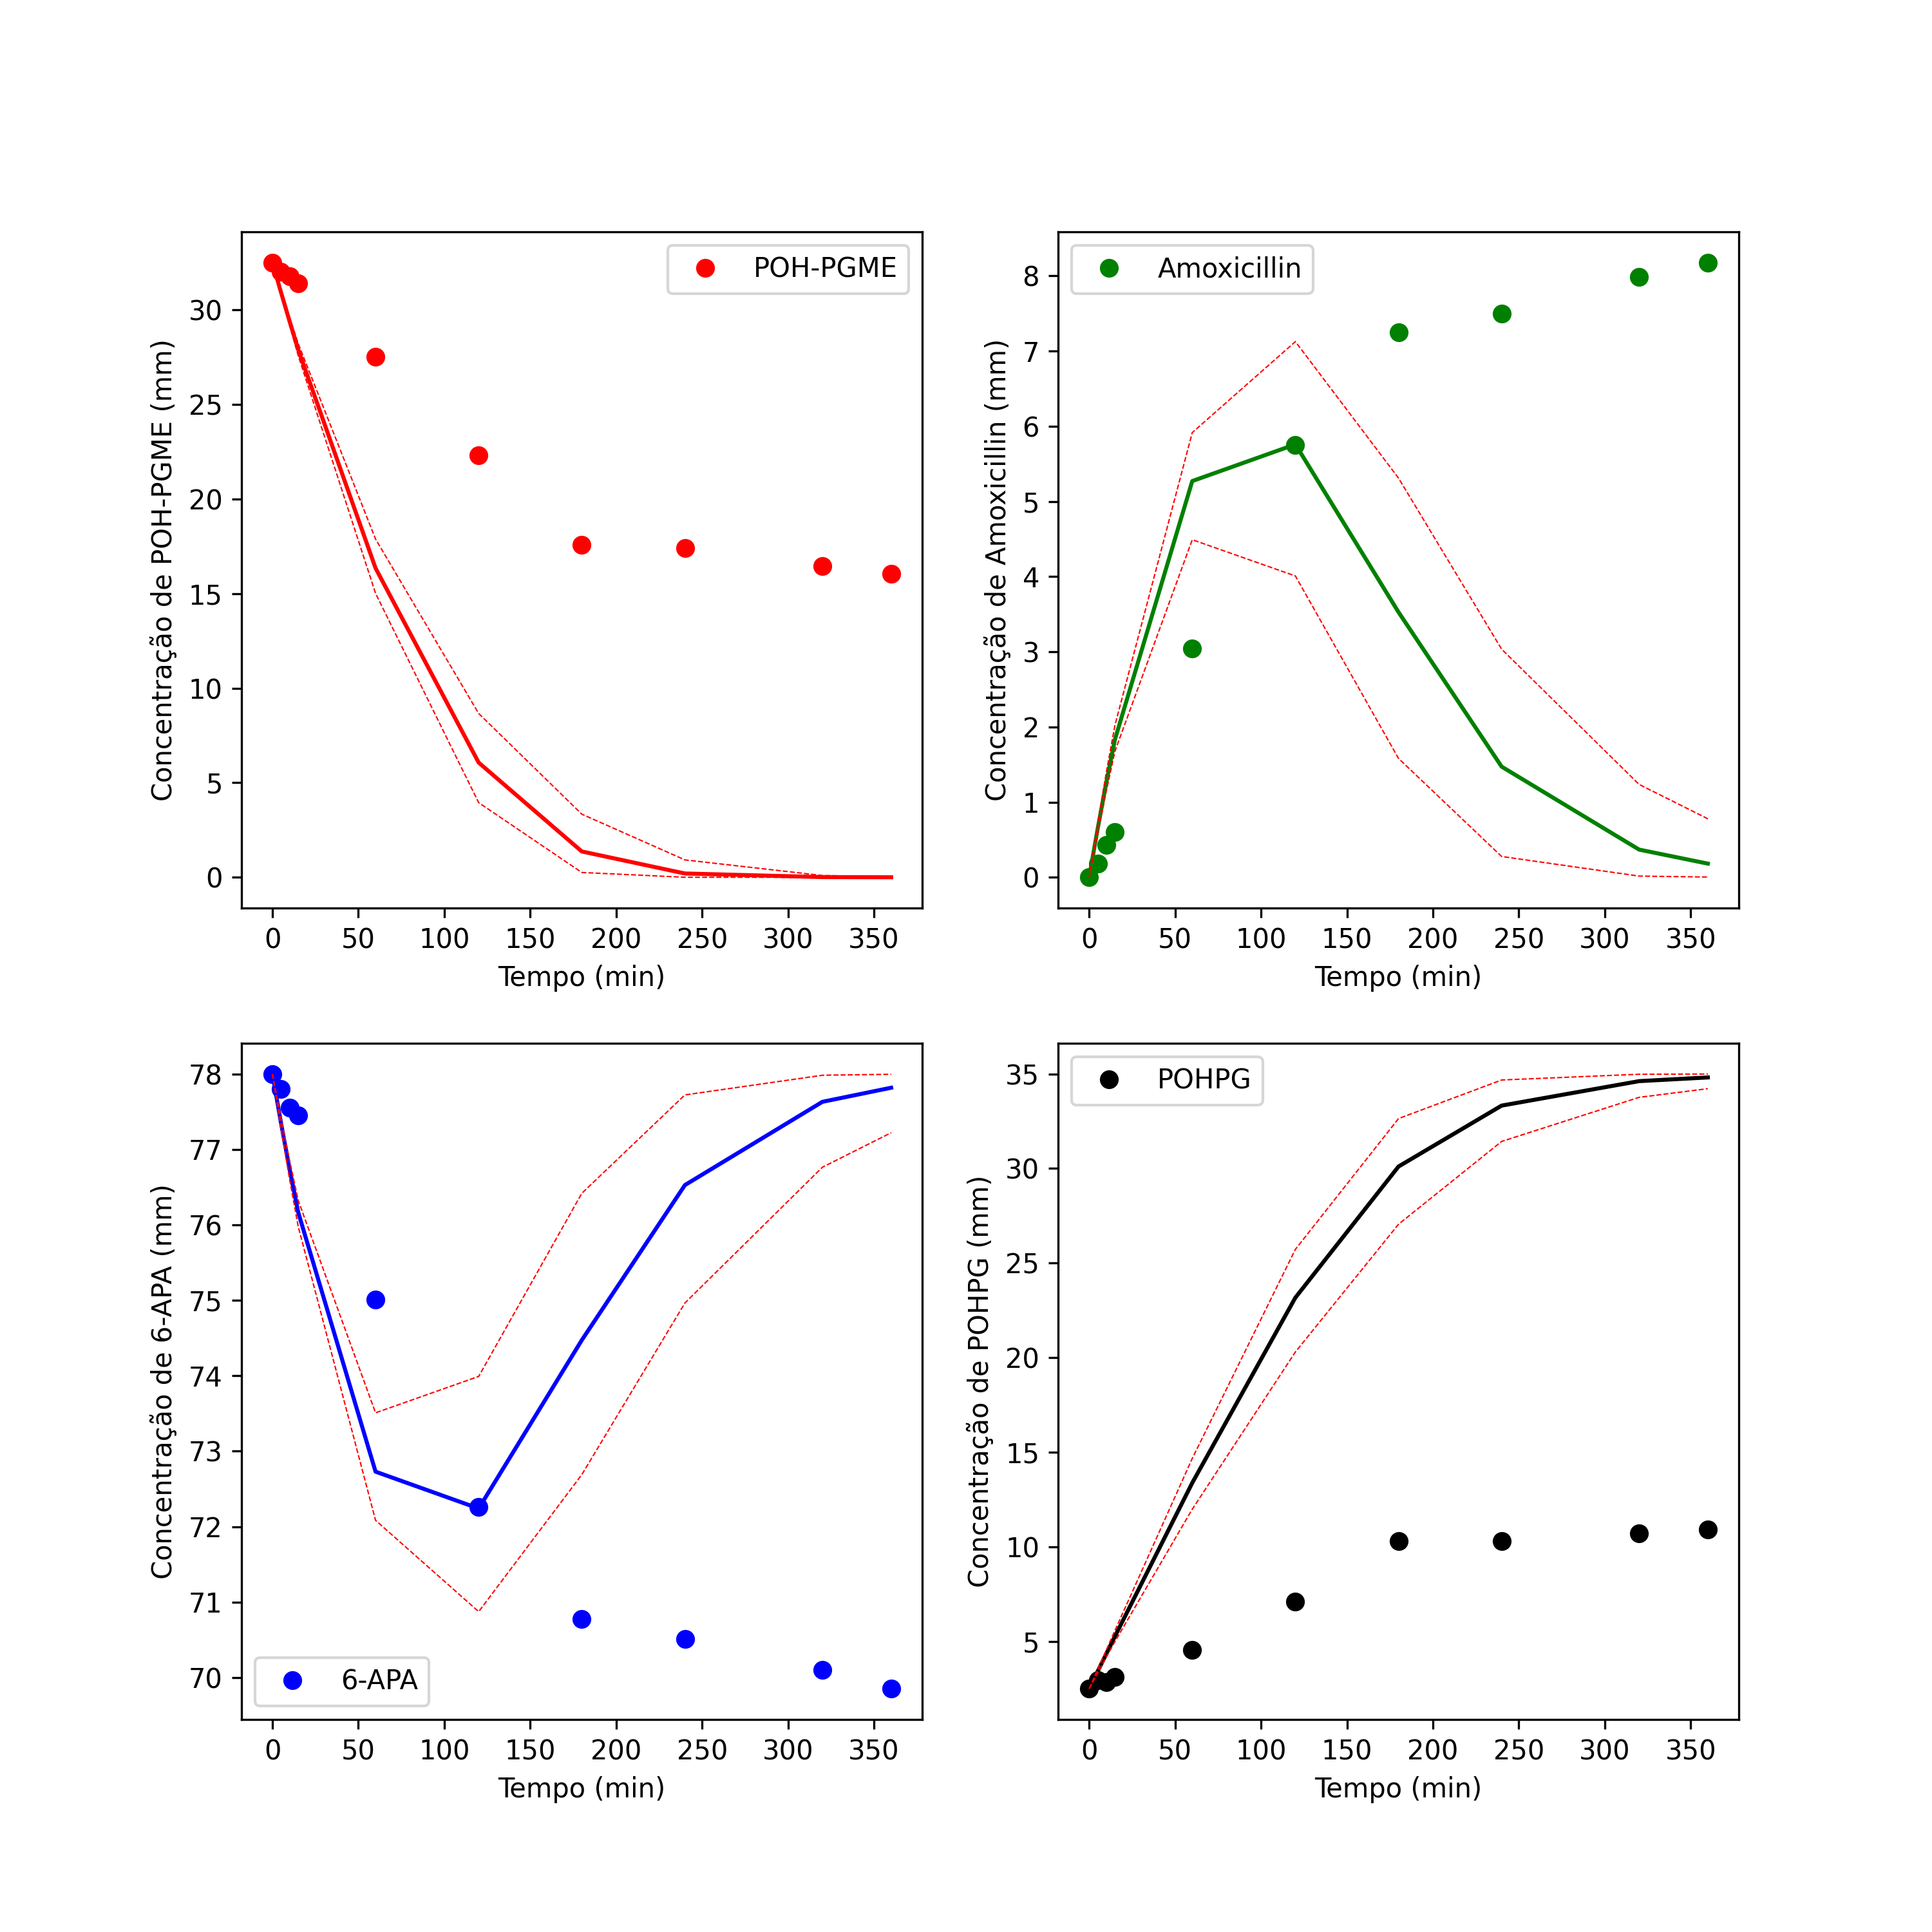 POH-PGME
Concentração de POH-PGME (mm)
30
25
20
15
10
5
0
0 50 100 150 200 250 300 350
Tempo (min)
Amoxicillin
Concentração de Amoxicillin (mm)
8
7
6
5
4
3
2
1
0
0 50 100 150 200 250 300 350
Tempo (min)
6-APA
Concentração de 6-APA (mm)
78
77
76
75
74
73
72
71
70
0 50 100 150 200 250 300 350
Tempo (min)
POHPG
Concentração de POHPG (mm)
35
30
25
20
15
10
5
0 50 100 150 200 250 300 350
Tempo (min)